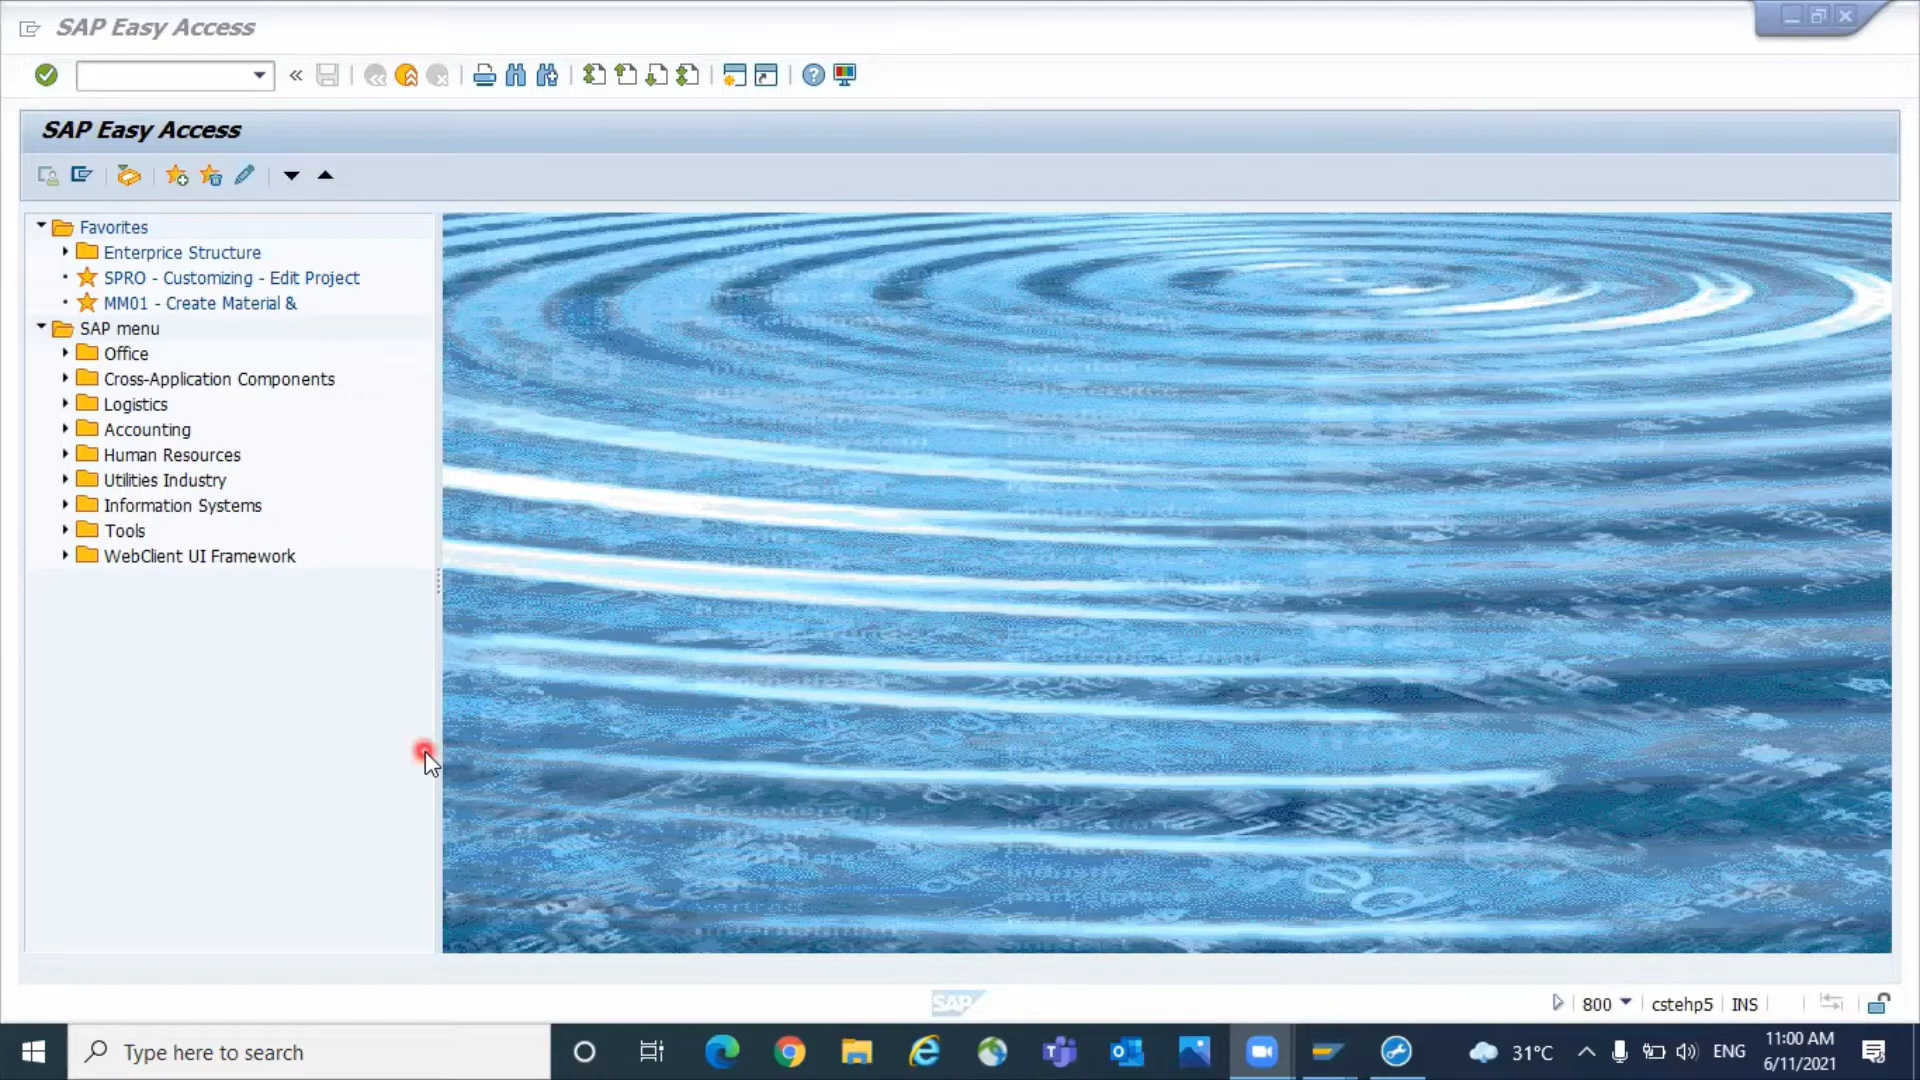 SAP Easy Access
SAP Easy Access
Favorites
Enterprice Structure
SPRO - Customizing - Edit Project
MM01 - Create Material &
SAP menu
Office
Cross-Application Components
Logistics
Accounting
Human Resources
Utilities Industry
Information Systems
Tools
WebClient UI Framework
SAP
800 cstehp5 INS
Type here to search
31°C ENG
11:00 AM
6/11/2021